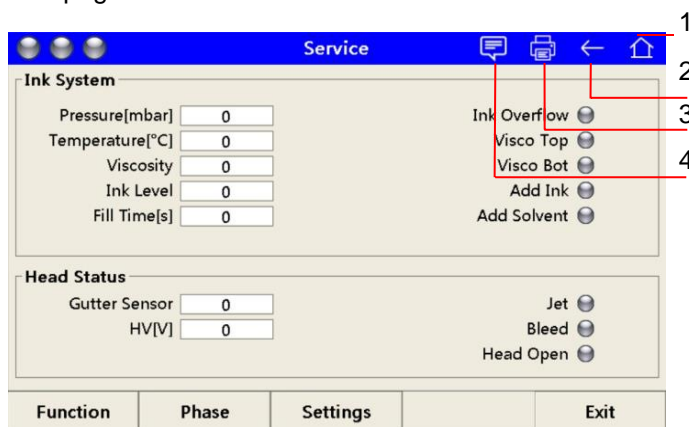 1
Service
2
Ink System
Pressure[mbar] 0 Ink Overflow
3
Temperature[°C] 0 Visco Top
Viscosity 0 Visco Bot
4
Ink Level 0 Add Ink
Fill Time[s] 0 Add Solvent
Head Status
Gutter Sensor 0 Jet
HV[V] 0 Bleed
Head Open
Function Phase Settings Exit